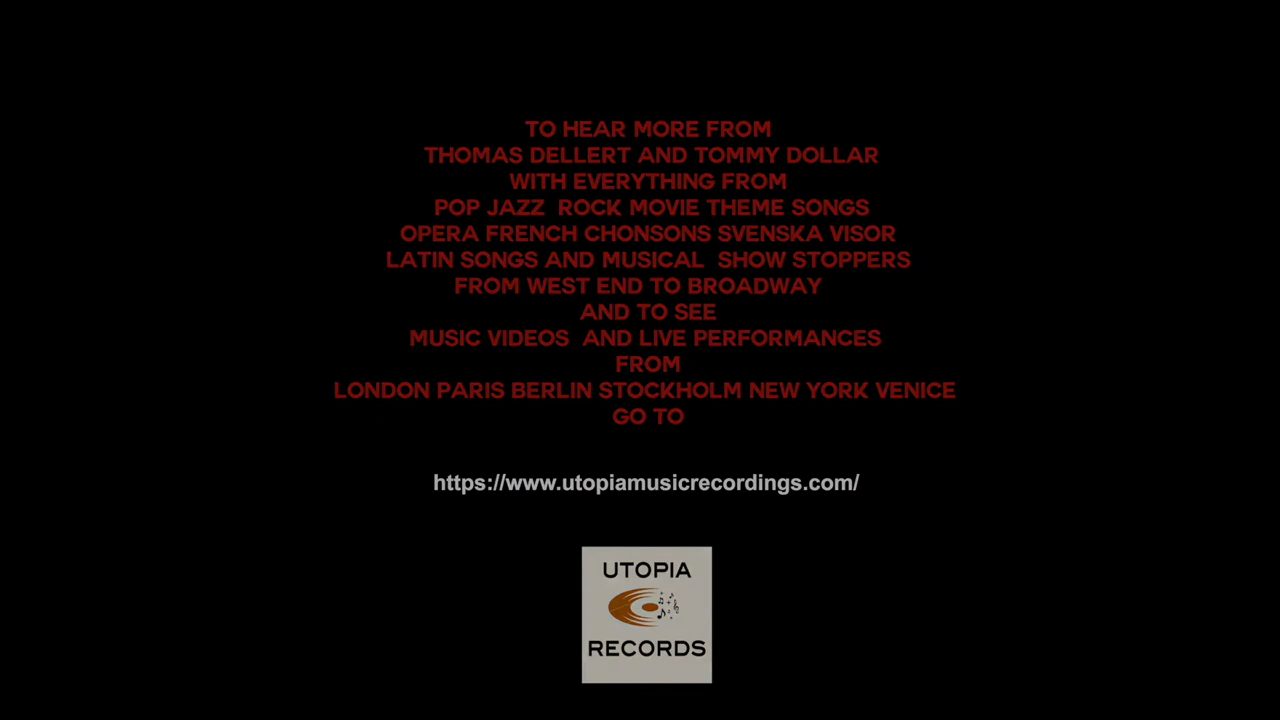 TO HEAR MORE FROM
THOMAS DELLERT AND TOMMY DOLLAR
WITH EVERYTHING FROM
POP JAZZ  ROCK MOVIE THEME SONGS
OPERA FRENCH CHONSONS SVENSKA VISOR
LATIN SONGS AND MUSICAL  SHOW STOPPERS
FROM WEST END TO BROADWAY
AND TO SEE
MUSIC VIDEOS  AND LIVE PERFORMANCES
FROM
LONDON PARIS BERLIN STOCKHOLM NEW YORK VENICE
GO TO
https://www.utopiamusicrecordings.com/
UTOPIA
RECORDS